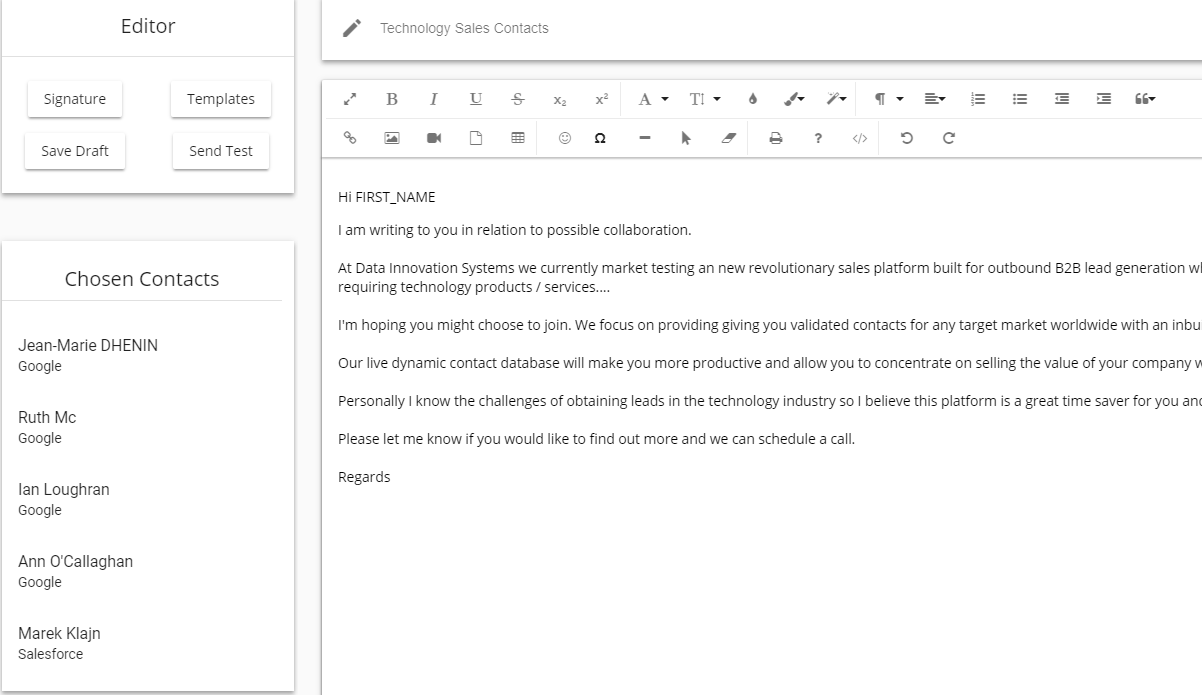 Editor
Signature
Templates
Save Draft
Send Test
Chosen Contacts
Jean-Marie DHENIN
Google
Ruth Mc
Google
Ian Loughran
Google
Ann O'Callaghan
Google
Marek Klajn
Salesforce
Technology Sales Contacts
B I U S x₂ x² A T
Ω ? </>
Hi FIRST_NAME
I am writing to you in relation to possible collaboration.
At Data Innovation Systems we currently market testing an new revolutionary sales platform built for outbound B2B lead generation
requiring technology products / services....
I'm hoping you might choose to join. We focus on providing giving you validated contacts for any target market worldwide with an
Our live dynamic contact database will make you more productive and allow you to concentrate on selling the value of your company
Personally I know the challenges of obtaining leads in the technology industry so I believe this platform is a great time saver for you
Please let me know if you would like to find out more and we can schedule a call.
Regards